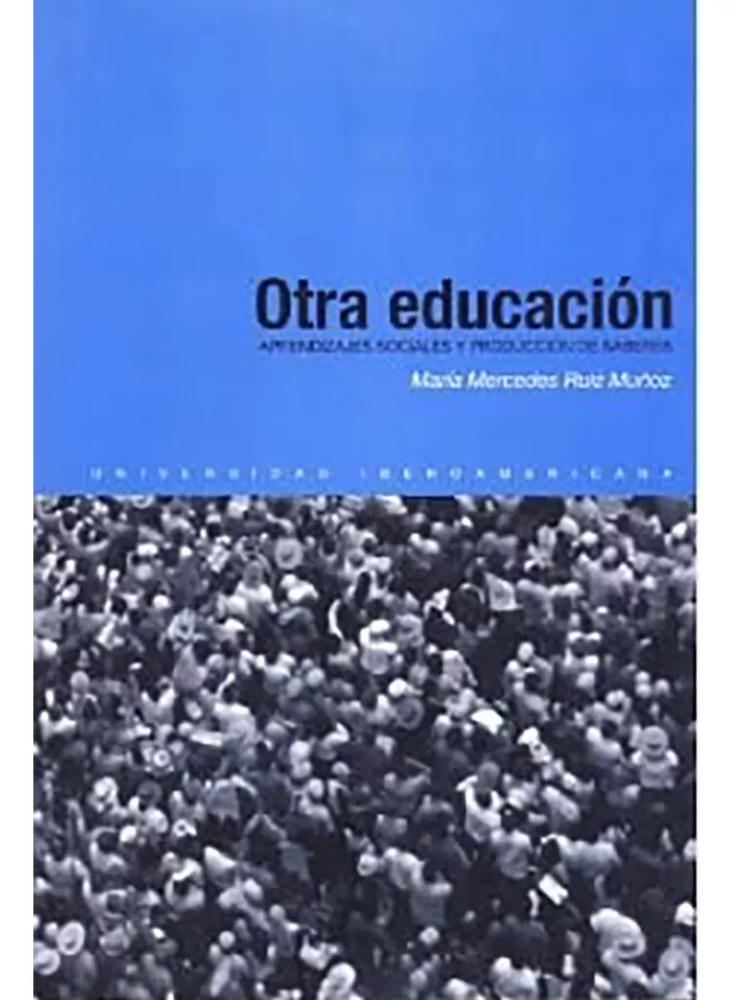 Otra educación
APRENDIZAJES SOCIALES Y PRODUCCIÓN DE SABERES
María Mercedes Ruiz Muñoz
UNIVERSIDAD IBEROAMERICANA